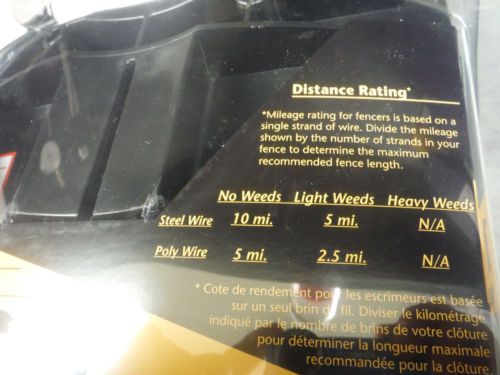 Distance Rating*
*Mileage rating for fencers is based on a
single strand of wire. Divide the mileage
shown by the number of strands in your
fence to determine the maximum
recommended fence length.
No Weeds Light Weeds Heavy Weeds
Steel Wire 10 mi. 5 mi. N/A
Poly Wire 5 mi. 2.5 mi. N/A
* Cote de rendement pour les escrimeurs est basée
sur un seul brin de fil. Diviser le kilométrage
indiqué par le nombre de brins de votre clôture
pour déterminer la longueur maximale
recommandée pour la clôture.